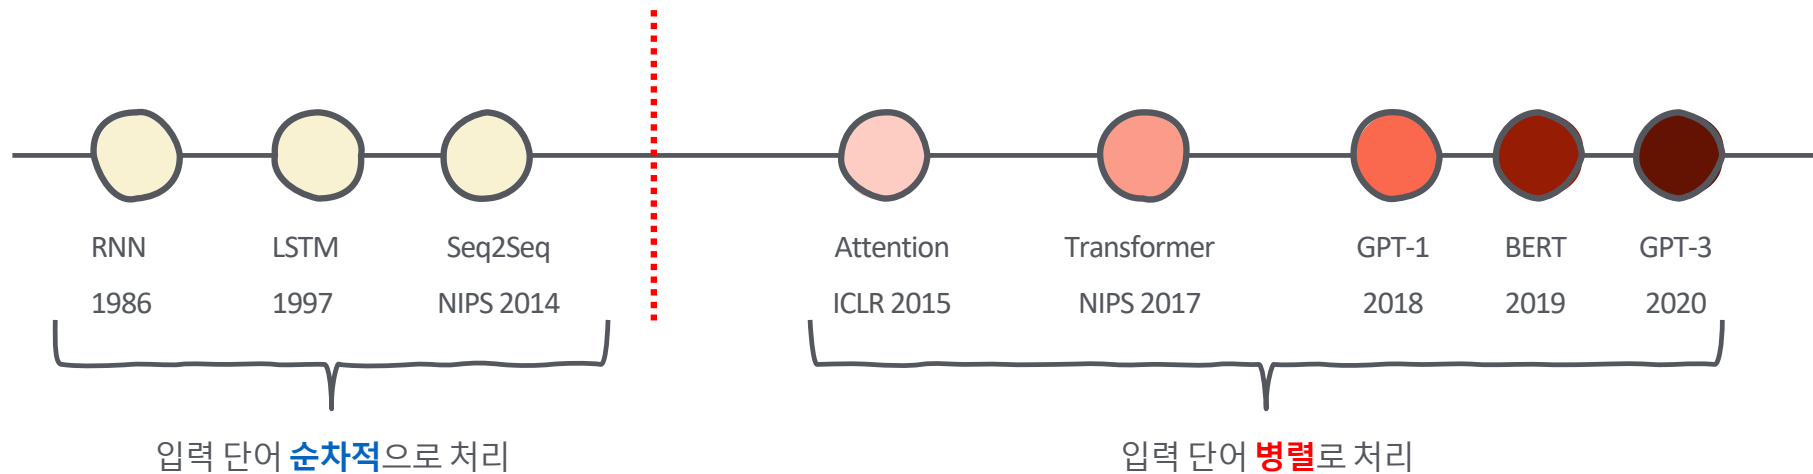 RNN LSTM Seq2Seq Attention Transformer GPT-1 BERT GPT-3
1986 1997 NIPS 2014 ICLR 2015 NIPS 2017 2018 2019 2020
입력 단어 순차적으로 처리
입력 단어 병렬로 처리